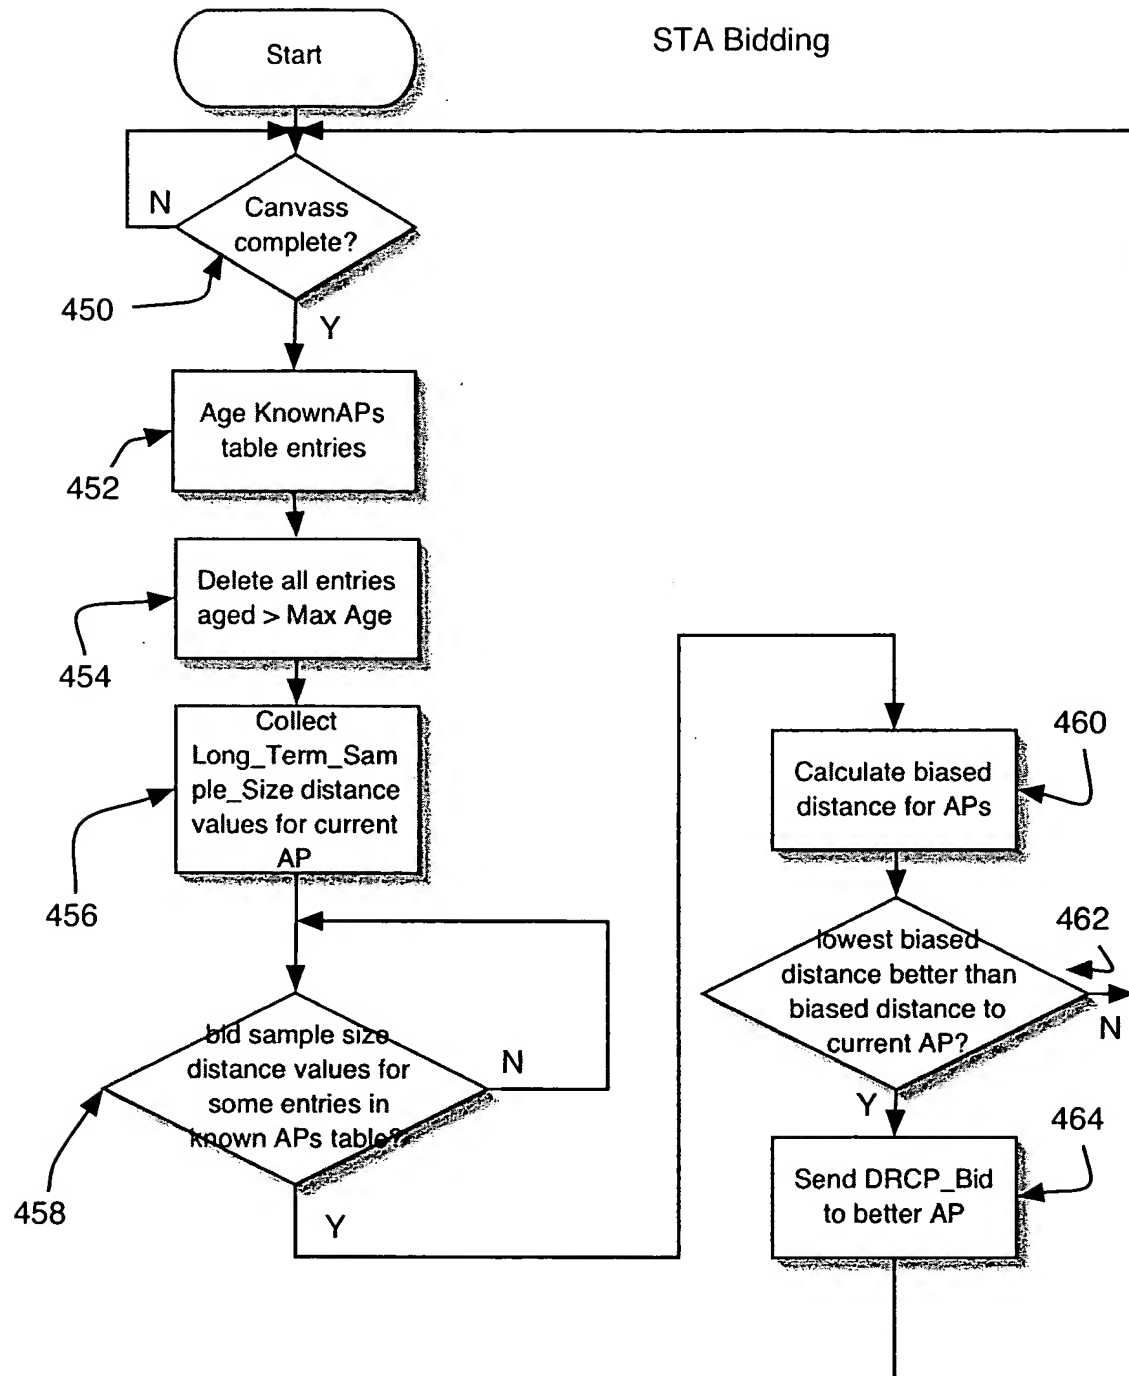 STA Bidding
Start
N
Canvass
complete?
450
Y
Age KnownAPs
table entries
452
Delete all entries
aged > Max Age
454
Collect
Long_Term_Sam
ple_Size distance
values for current
AP
456
bid sample size
distance values for
some entries in
known APs table?
N
458
Y
460
Calculate biased
distance for APs
462
lowest biased
distance better than
biased distance to
current AP?
N
Y
464
Send DRCP_Bid
to better AP